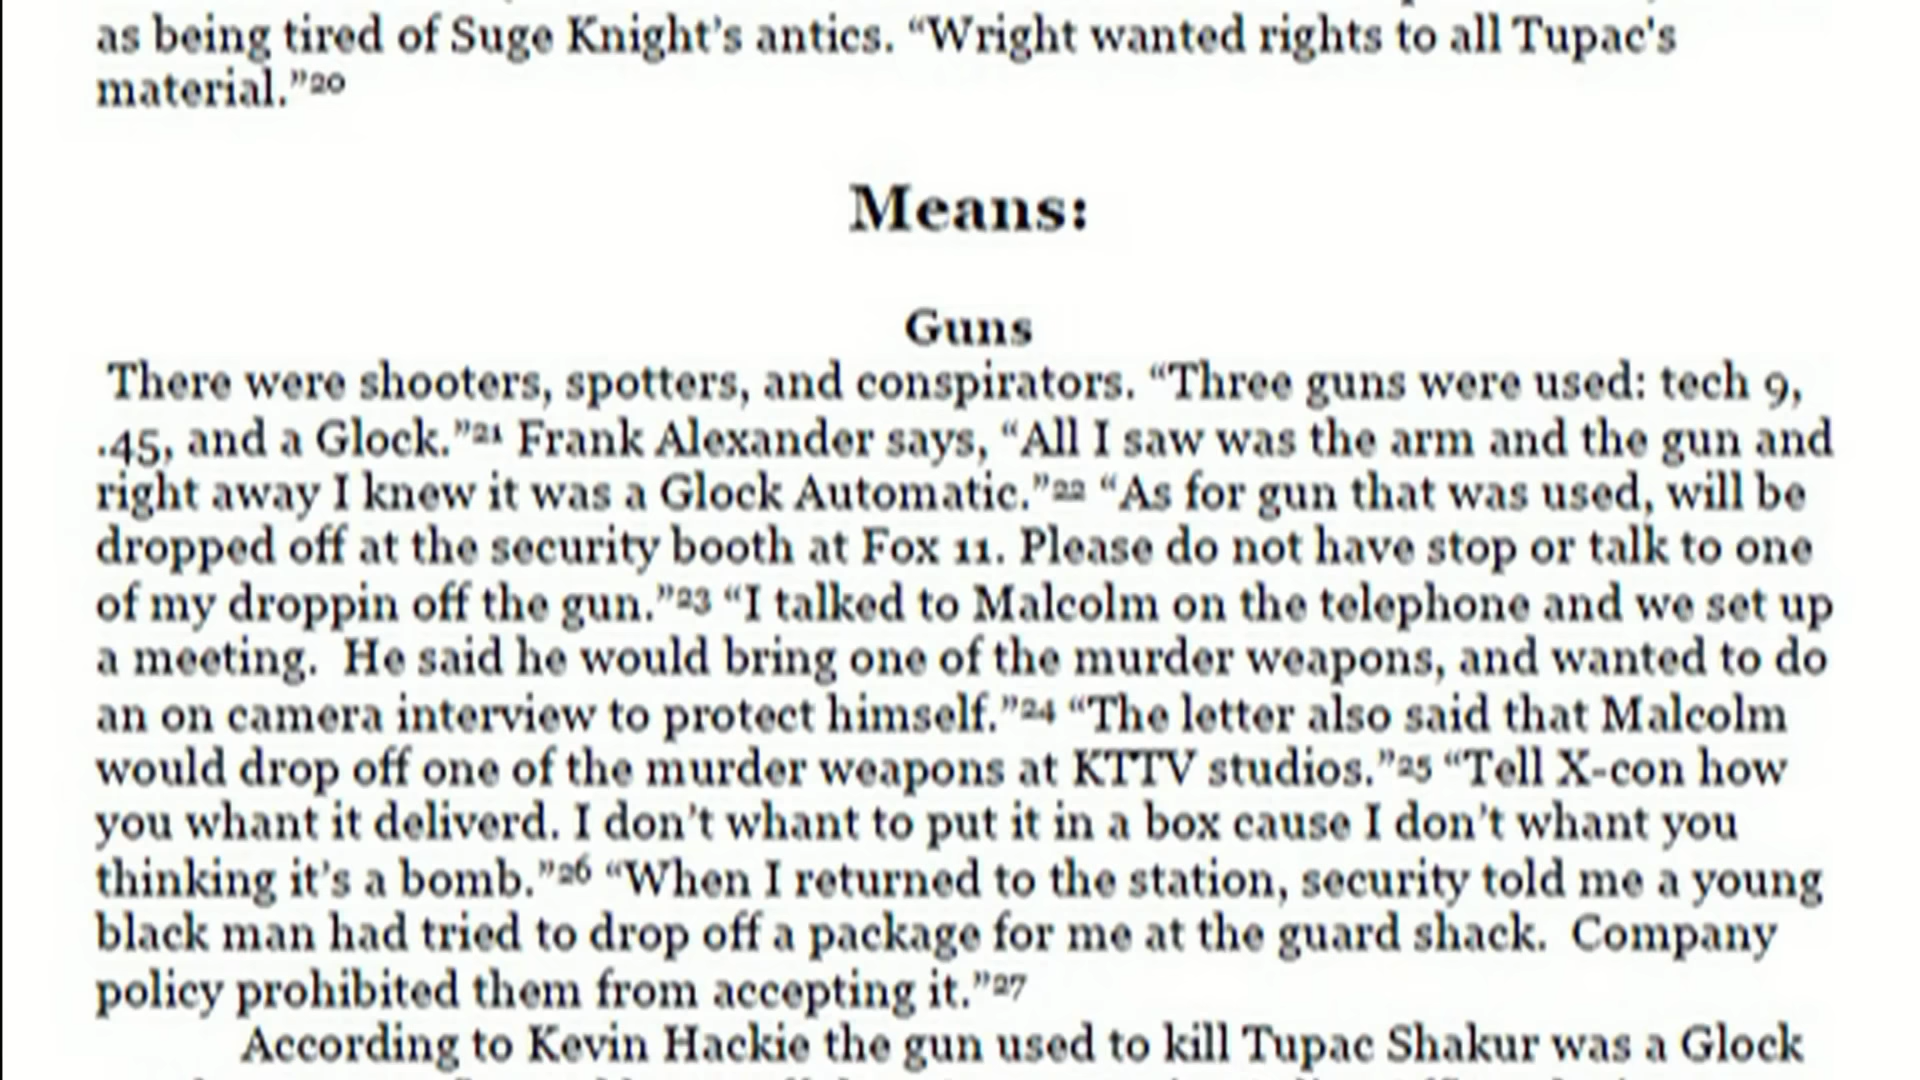 as being tired of Suge Knight's antics. “Wright wanted rights to all Tupac's
material.”20
Means:
Guns
There were shooters, spotters, and conspirators. “Three guns were used: tech 9,
.45, and a Glock.”21 Frank Alexander says, “All I saw was the arm and the gun and
right away I knew it was a Glock Automatic.”22 “As for gun that was used, will be
dropped off at the security booth at Fox 11. Please do not have stop or talk to one
of my droppin off the gun.”23 “I talked to Malcolm on the telephone and we set up
a meeting.  He said he would bring one of the murder weapons, and wanted to do
an on camera interview to protect himself.”24 “The letter also said that Malcolm
would drop off one of the murder weapons at KTTV studios.”25 “Tell X-con how
you whant it deliverd. I don’t whant to put it in a box cause I don’t whant you
thinking it’s a bomb.”26 “When I returned to the station, security told me a young
black man had tried to drop off a package for me at the guard shack.  Company
policy prohibited them from accepting it.”27
According to Kevin Hackie the gun used to kill Tupac Shakur was a Glock